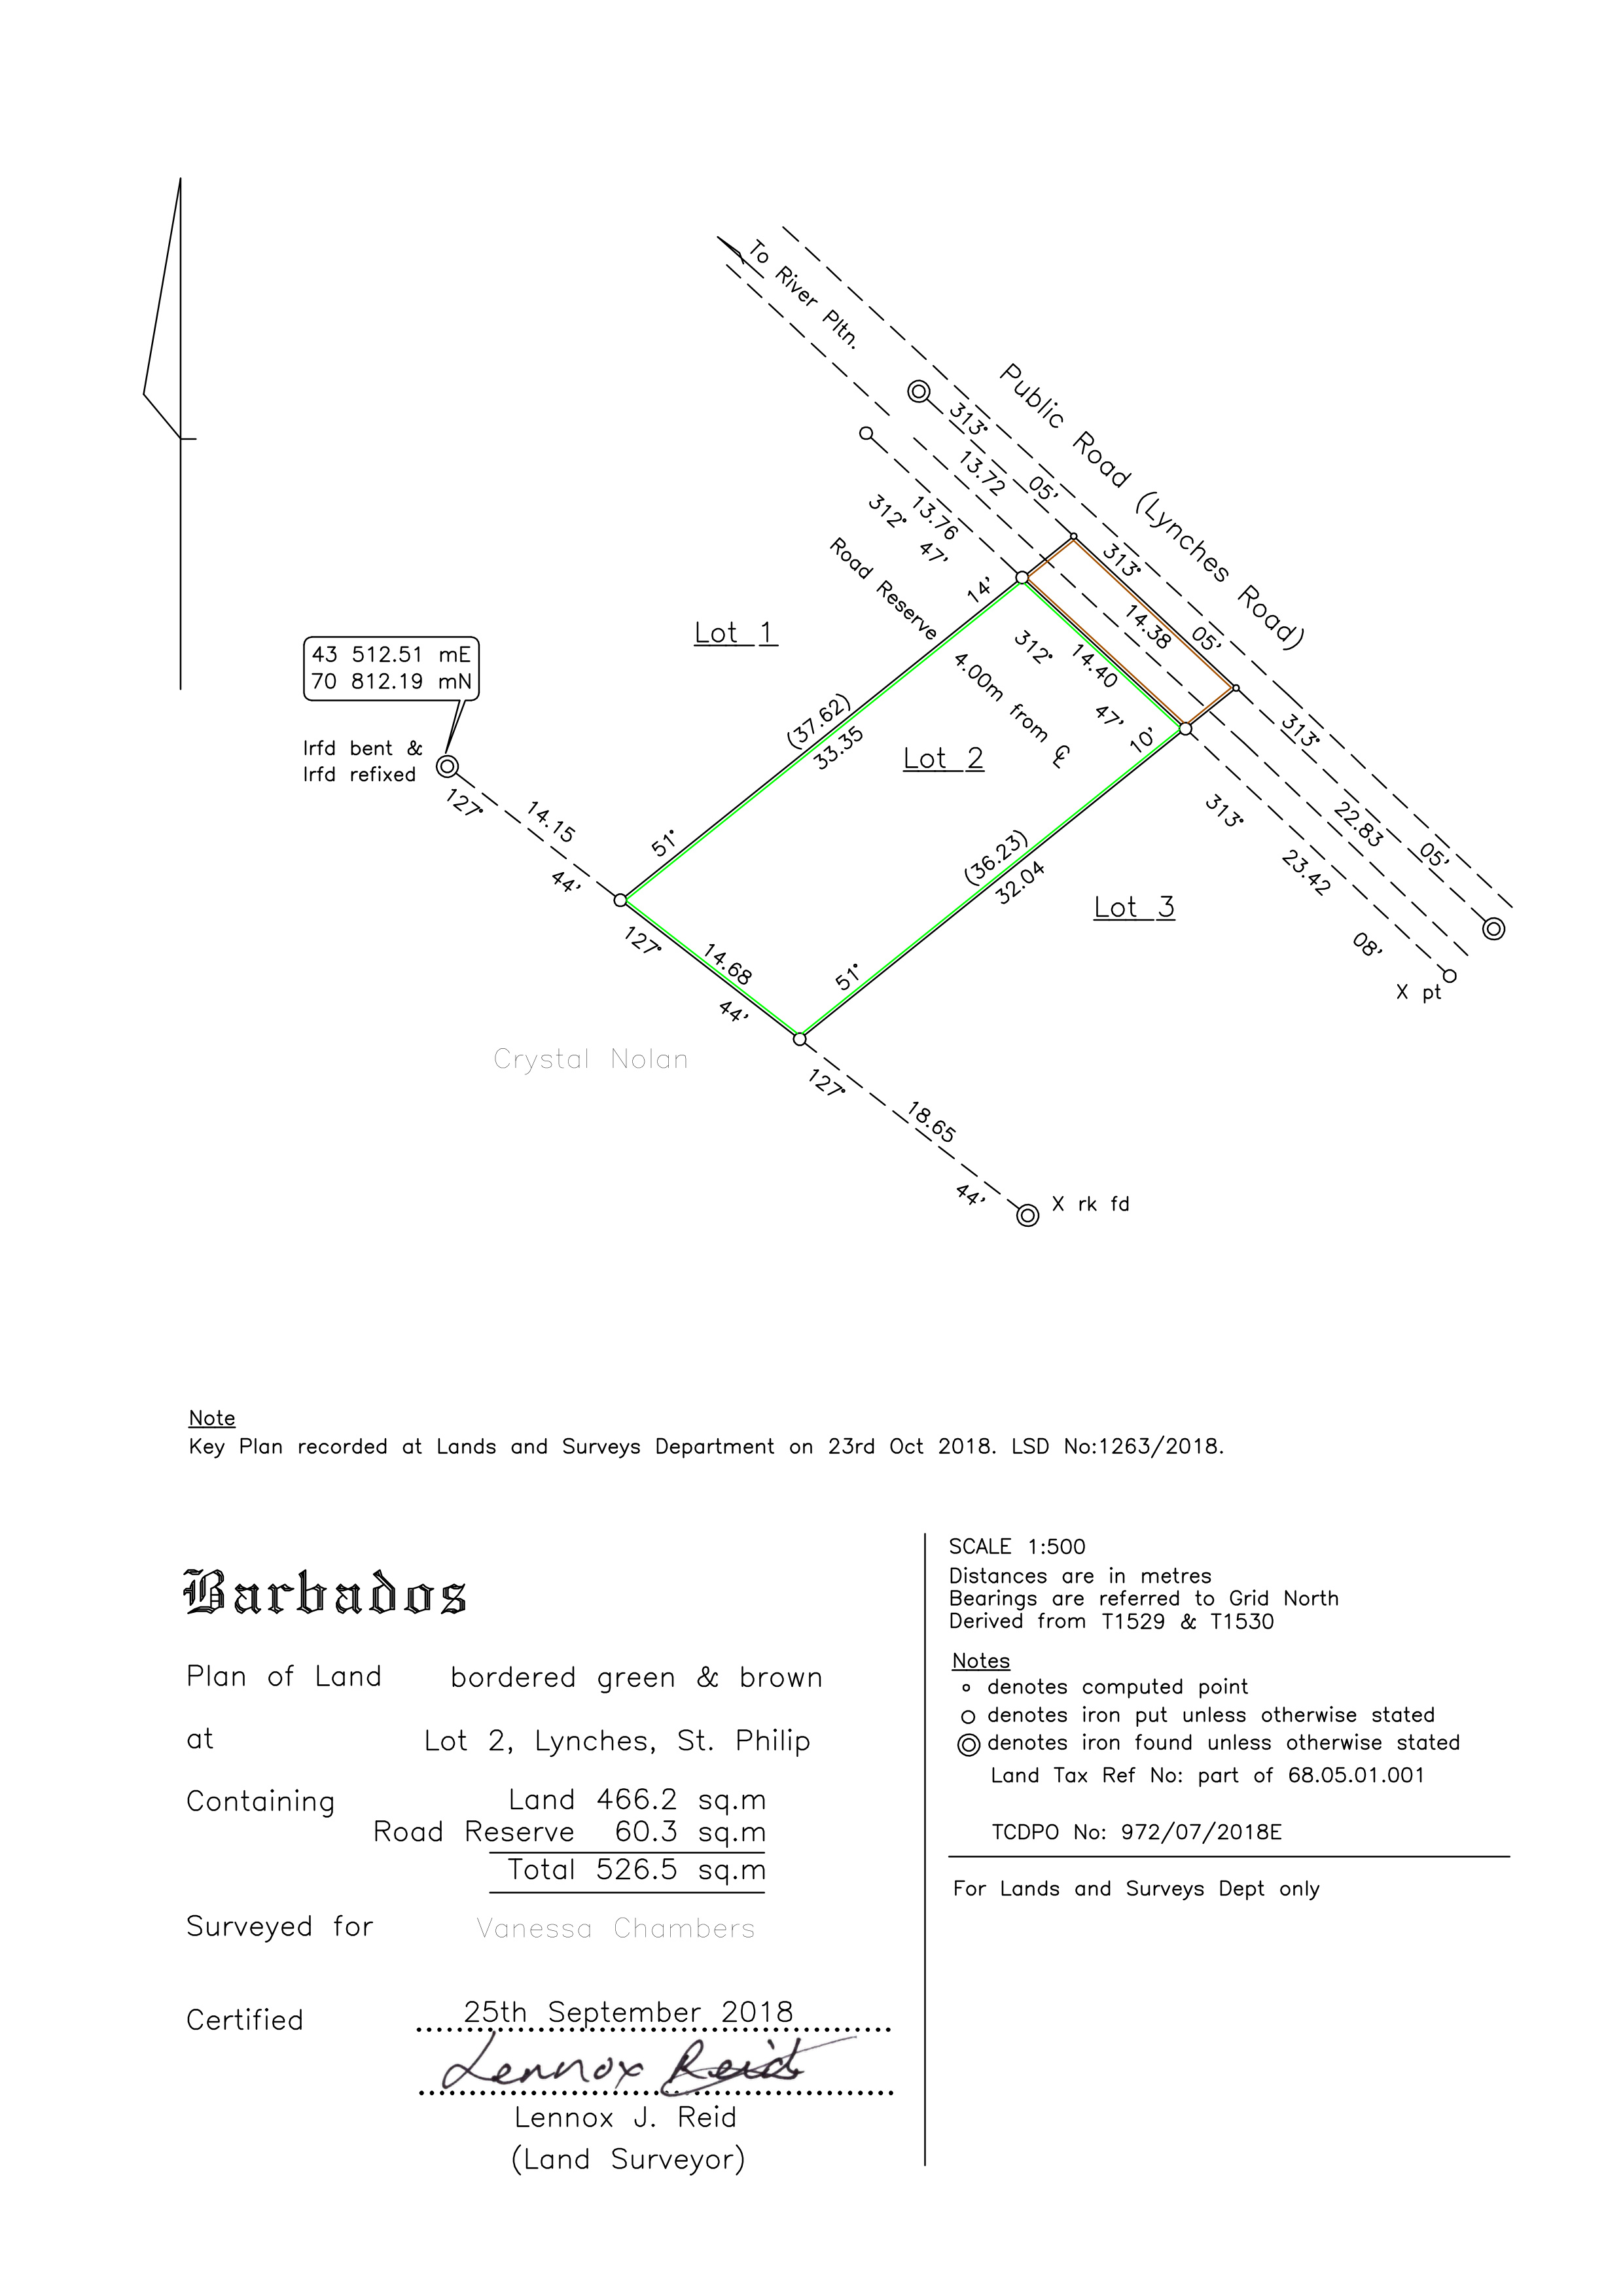 To River Pltn.
Public Road (Lynches Road)
313° 05'
13.72
13.76
312° 47'
Road Reserve
14'
313° 05'
14.38
312° 47'
14.40
4.00m from ℄
10'
Lot 1
43 512.51 mE
70 812.19 mN
Irfd bent &
Irfd refixed
(37.62)
33.35
Lot 2
313° 05'
22.83
313° 08'
23.42
127° 44'
14.15
51°
(36.23)
32.04
Lot 3
X pt
127° 44'
14.68
51°
Crystal Nolan
127° 44'
18.65
X rk fd
Note
Key Plan recorded at Lands and Surveys Department on 23rd Oct 2018. LSD No:1263/2018.
Barbados
Plan of Land bordered green & brown
at Lot 2, Lynches, St. Philip
Containing Land 466.2 sq.m
Road Reserve 60.3 sq.m
Total 526.5 sq.m
Surveyed for Vanessa Chambers
Certified 25th September 2018
Lennox Reid
Lennox J. Reid
(Land Surveyor)
SCALE 1:500
Distances are in metres
Bearings are referred to Grid North
Derived from T1529 & T1530
Notes
denotes computed point
denotes iron put unless otherwise stated
denotes iron found unless otherwise stated
Land Tax Ref No: part of 68.05.01.001
TCDPO No: 972/07/2018E
For Lands and Surveys Dept only